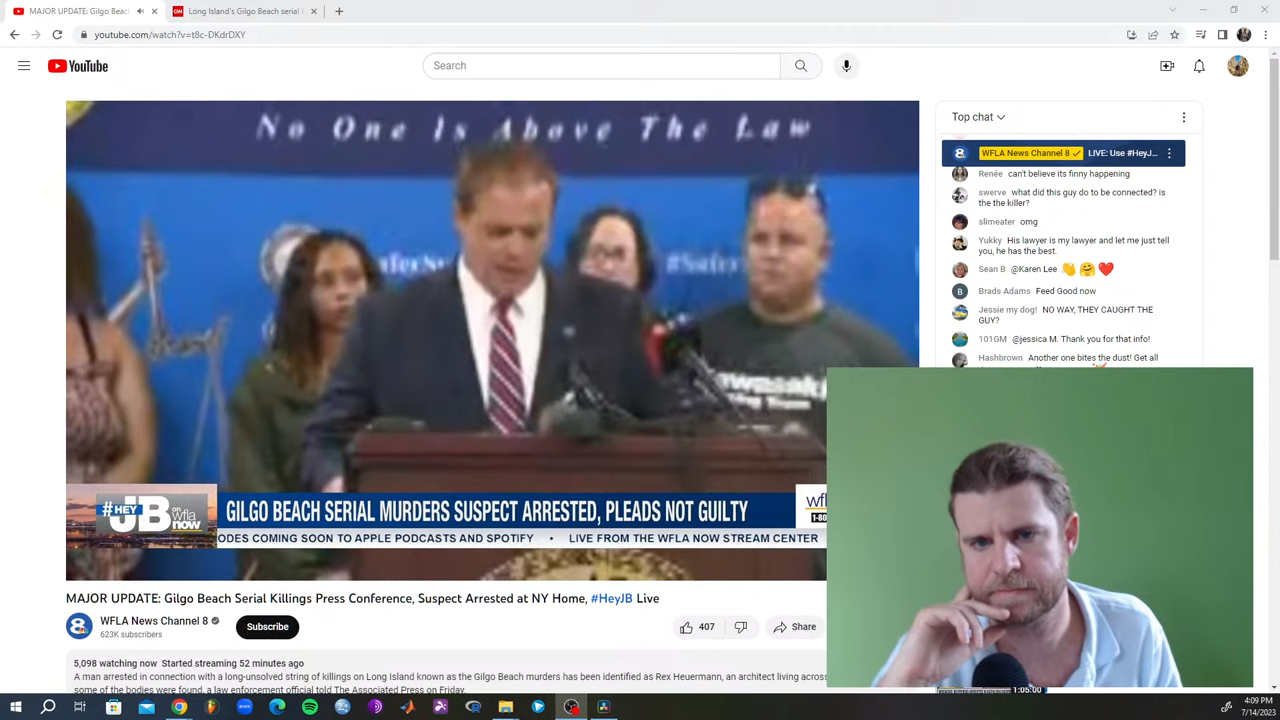 MAJOR UPDATE: Gilgo Beac
Long Island's Gilgo Beach serial
youtube.com/watch?v=t8c-DKdrDXY
YouTube
Search
No One Is Above The Law
#Safer
GILGO BEACH SERIAL MURDERS SUSPECT ARRESTED, PLEADS NOT GUILTY
#HEY JB on wfla now
wfl
1-80
ODES COMING SOON TO APPLE PODCASTS AND SPOTIFY • LIVE FROM THE WFLA NOW STREAM CENTER
MAJOR UPDATE: Gilgo Beach Serial Killings Press Conference, Suspect Arrested at NY Home, #HeyJB Live
WFLA News Channel 8
623K subscribers
Subscribe
407
Share
5,098 watching now Started streaming 52 minutes ago
A man arrested in connection with a long-unsolved string of killings on Long Island known as the Gilgo Beach murders has been identified as Rex Heuermann, an architect living across
some of the bodies were found, a law enforcement official told The Associated Press on Friday.
Top chat
WFLA News Channel 8 LIVE: Use #HeyJ...
Renée can't believe its finny happening
swerve what did this guy do to be connected? is
the the killer?
slimeater omg
Yukky His lawyer is my lawyer and let me just tell
you, he has the best.
Sean B @Karen Lee 👏 🤗 ❤️
B
Brads Adams Feed Good now
Jessie my dog! NO WAY, THEY CAUGHT THE
GUY?
101GM @jessica M. Thank you for that info!
Hashbrown Another one bites the dust! Get all
1:05:00
4:09 PM
7/14/2023